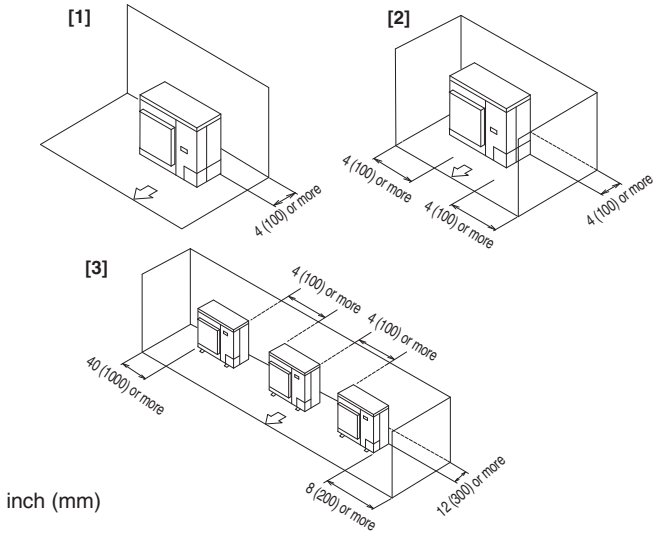 [1]
4 (100) or more
[2]
4 (100) or more
4 (100) or more
4 (100) or more
[3]
4 (100) or more
4 (100) or more
40 (1000) or more
8 (200) or more
12 (300) or more
inch (mm)